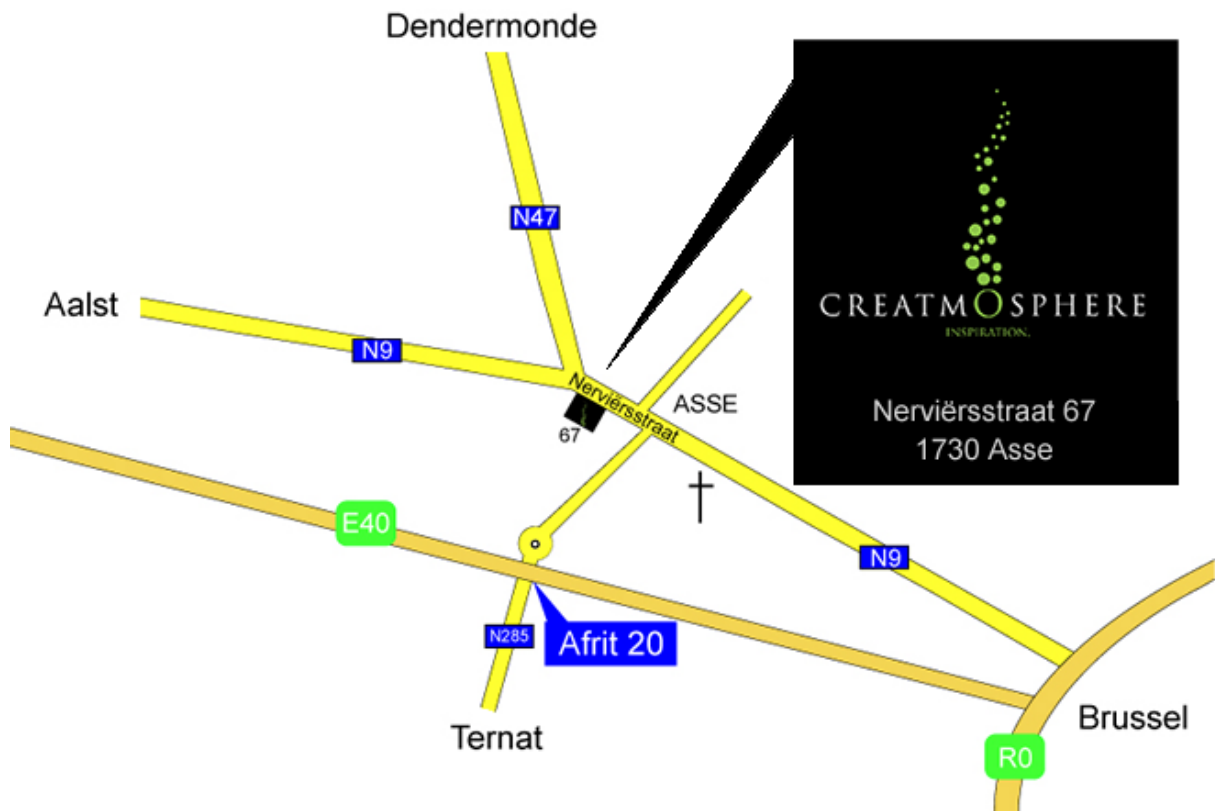 Dendermonde
N47
Aalst
N9
CREATMOSPHERE
INSPIRATION.
Nerviërsstraat 67
1730 Asse
Nerviërsstraat
ASSE
67
E40
N9
N285
Afrit 20
Ternat
Brussel
R0